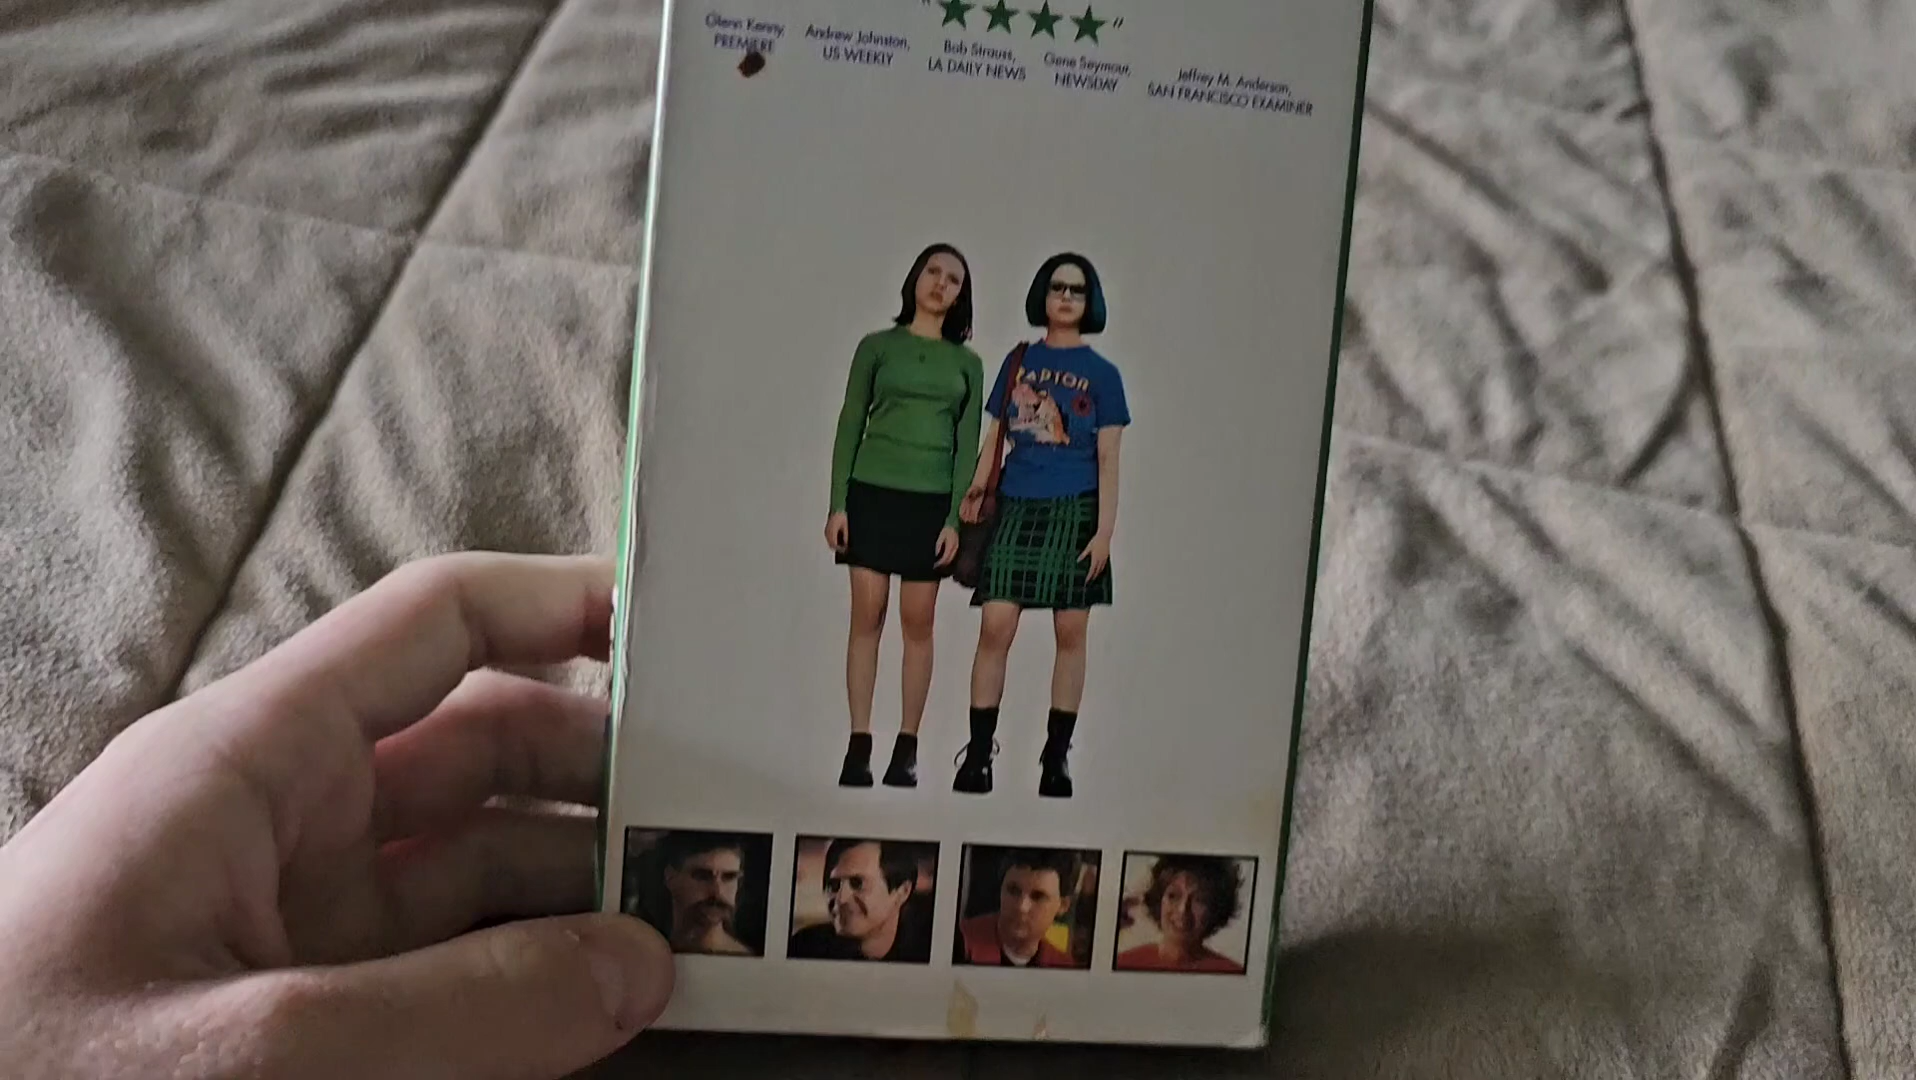 "★★★★"
Glenn Kenny,
PREMIERE
Andrew Johnston,
US WEEKLY
Bob Strauss,
LA DAILY NEWS
Gene Seymour,
NEWSDAY
Jeffrey M. Anderson,
SAN FRANCISCO EXAMINER
RAPTOR